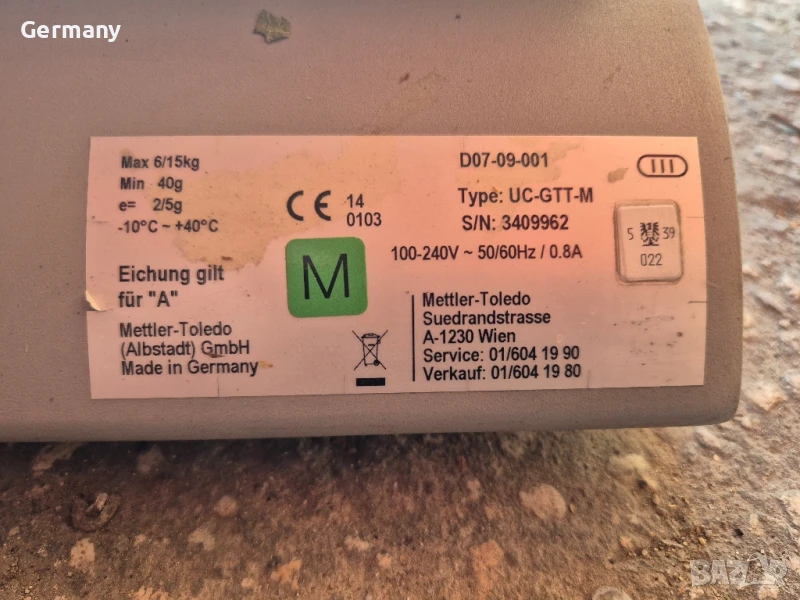 Germany
Max 6/15kg
Min 40g
e= 2/5g
-10°C ~ +40°C
Eichung gilt
für "A"
Mettler-Toledo
(Albstadt) GmbH
Made in Germany
CE 14
0103
M
D07-09-001
Type: UC-GTT-M
S/N: 3409962
100-240V ~ 50/60Hz / 0.8A
III
5 39
022
Mettler-Toledo
Suedrandstrasse
A-1230 Wien
Service: 01/604 19 90
Verkauf: 01/604 19 80
BAZAR